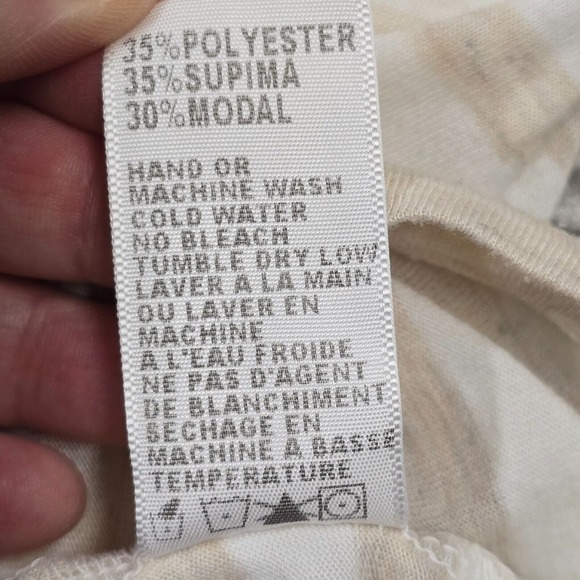 35%POLYESTER
35%SUPIMA
30%MODAL
HAND OR
MACHINE WASH
COLD WATER
NO BLEACH
TUMBLE DRY LOW
LAVER A LA MAIN
OU LAVER EN
MACHINE
A L'EAU FROIDE
NE PAS D'AGENT
DE BLANCHIMENT
SECHAGE EN
MACHINE A BASSE
TEMPERATURE